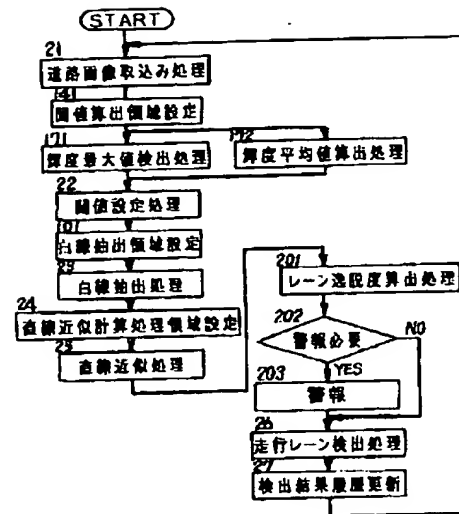 START
21
道路画像取込み処理
141
閾値算出領域設定
171
輝度最大値検出処理
172
輝度平均値算出処理
22
閾値設定処理
101
白線抽出領域設定
23
白線抽出処理
24
直線近似計算処理領域設定
25
直線近似処理
201
レーン逸脱度算出処理
202
警報必要
NO
YES
203
警報
26
走行レーン検出処理
27
検出結果履歴更新